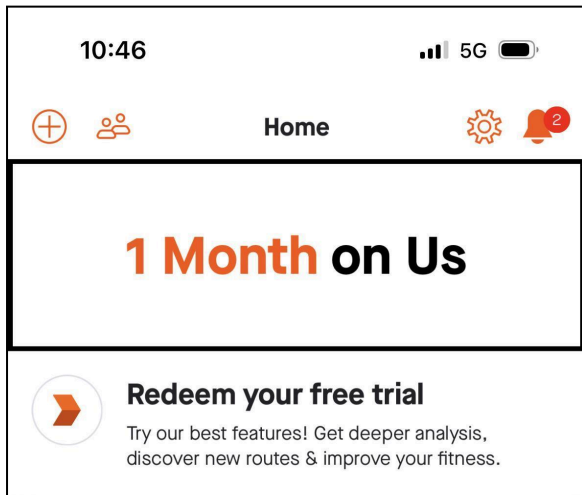 10:46 5G
Home 2
1 Month on Us
Redeem your free trial
Try our best features! Get deeper analysis,
discover new routes & improve your fitness.